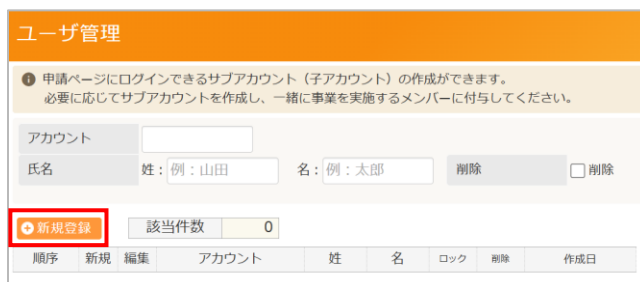 ユーザ管理
申請ページにログインできるサブアカウント（子アカウント）の作成ができます。
必要に応じてサブアカウントを作成し、一緒に事業を実施するメンバーに付与してください。
アカウント
氏名 姓： 例：山田 名： 例：太郎 削除 削除
新規登録 該当件数 0
順序 新規 編集 アカウント 姓 名 ロック 削除 作成日